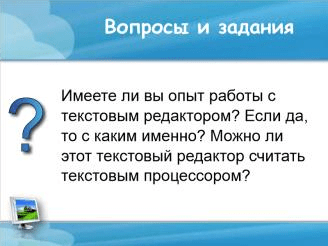 Вопросы и задания
Имеете ли вы опыт работы с
текстовым редактором? Если да,
то с каким именно? Можно ли
этот текстовый редактор считать
текстовым процессором?